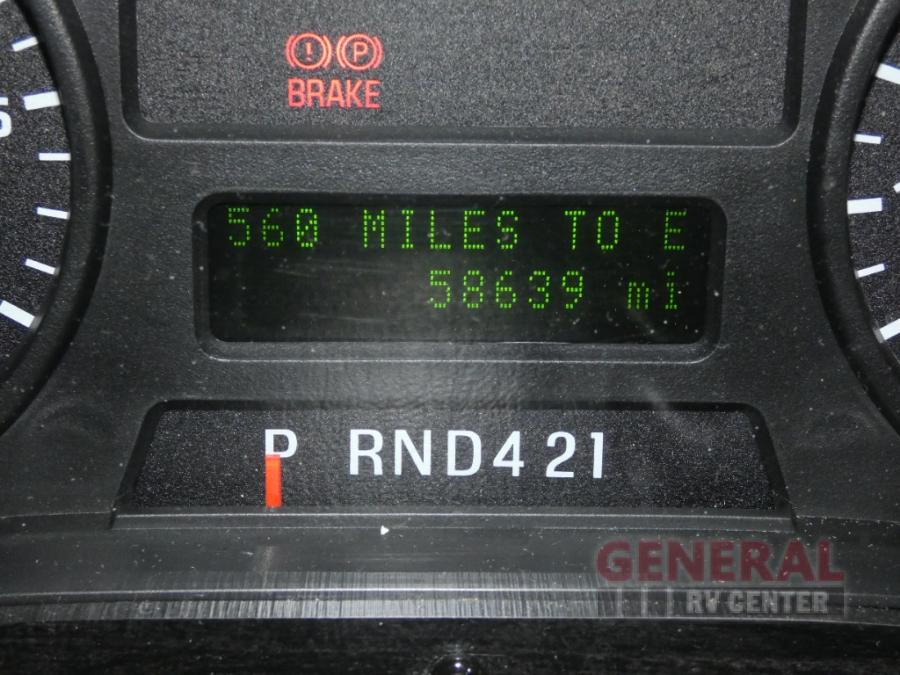 ! P
BRAKE
560 MILES TO E
58639 mi
P RND421
GENERAL
RV CENTER